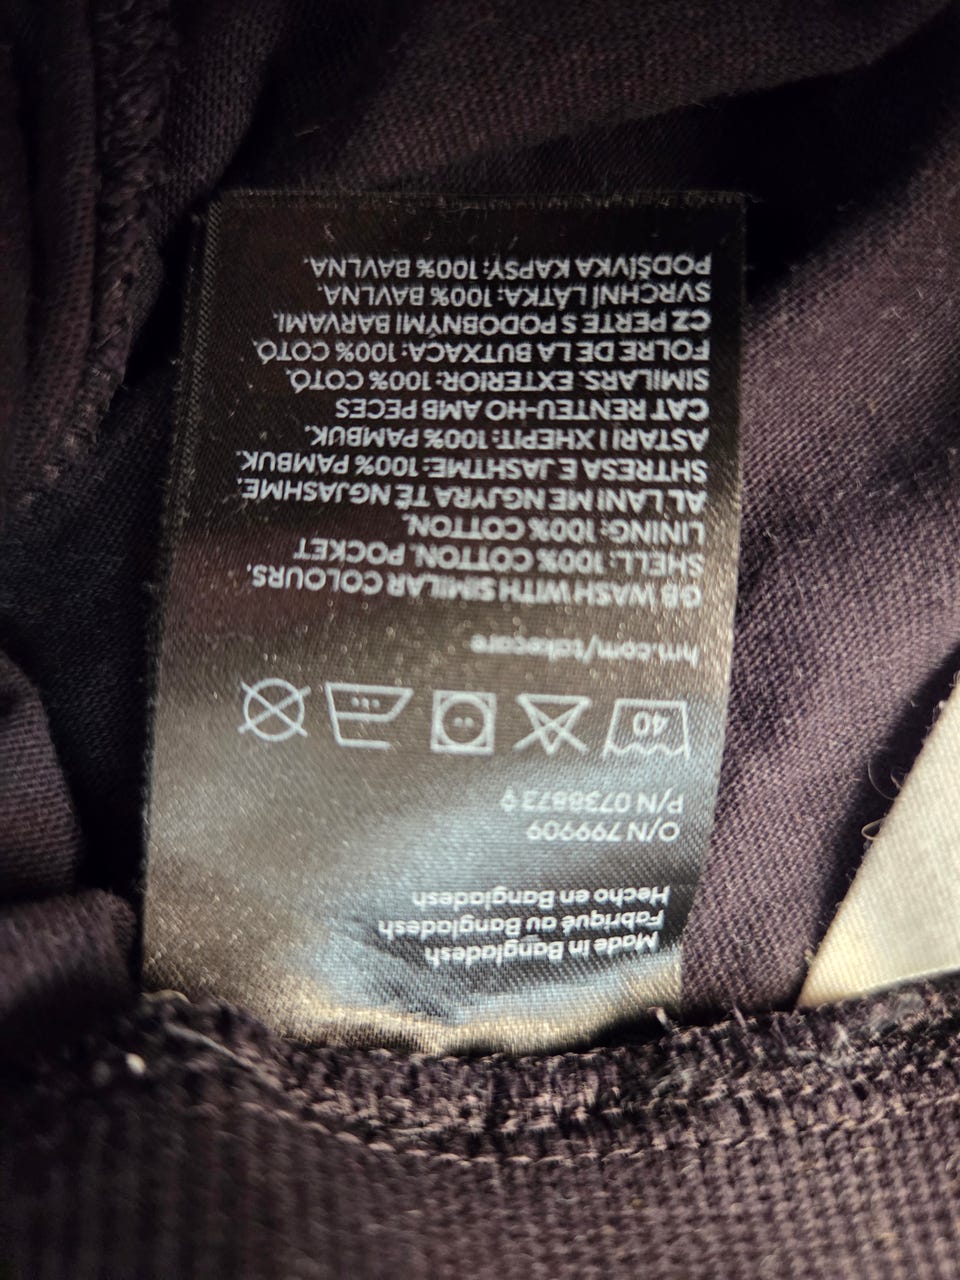 Made in Bangladesh
Fabriqué au Bangladesh
Hecho en Bangladesh
O/N 799909
P/N 0738873 9
40
hm.com/takecare
GB WASH WITH SIMILAR COLOURS.
SHELL: 100% COTTON. POCKET
LINING: 100% COTTON.
AL LANI ME NGJYRA TË NGJASHME.
SHTRESA E JASHTME: 100% PAMBUK.
ASTARI I XHEPIT: 100% PAMBUK.
CAT RENTEU-HO AMB PECES
SIMILARS. EXTERIOR: 100% COTÓ.
FOLRE DE LA BUTXACA: 100% COTÓ.
CZ PERTE S PODOBNÝMI BARVAMI.
SVRCHNÍ LÁTKA: 100% BAVLNA.
PODŠÍVKA KAPSY: 100% BAVLNA.